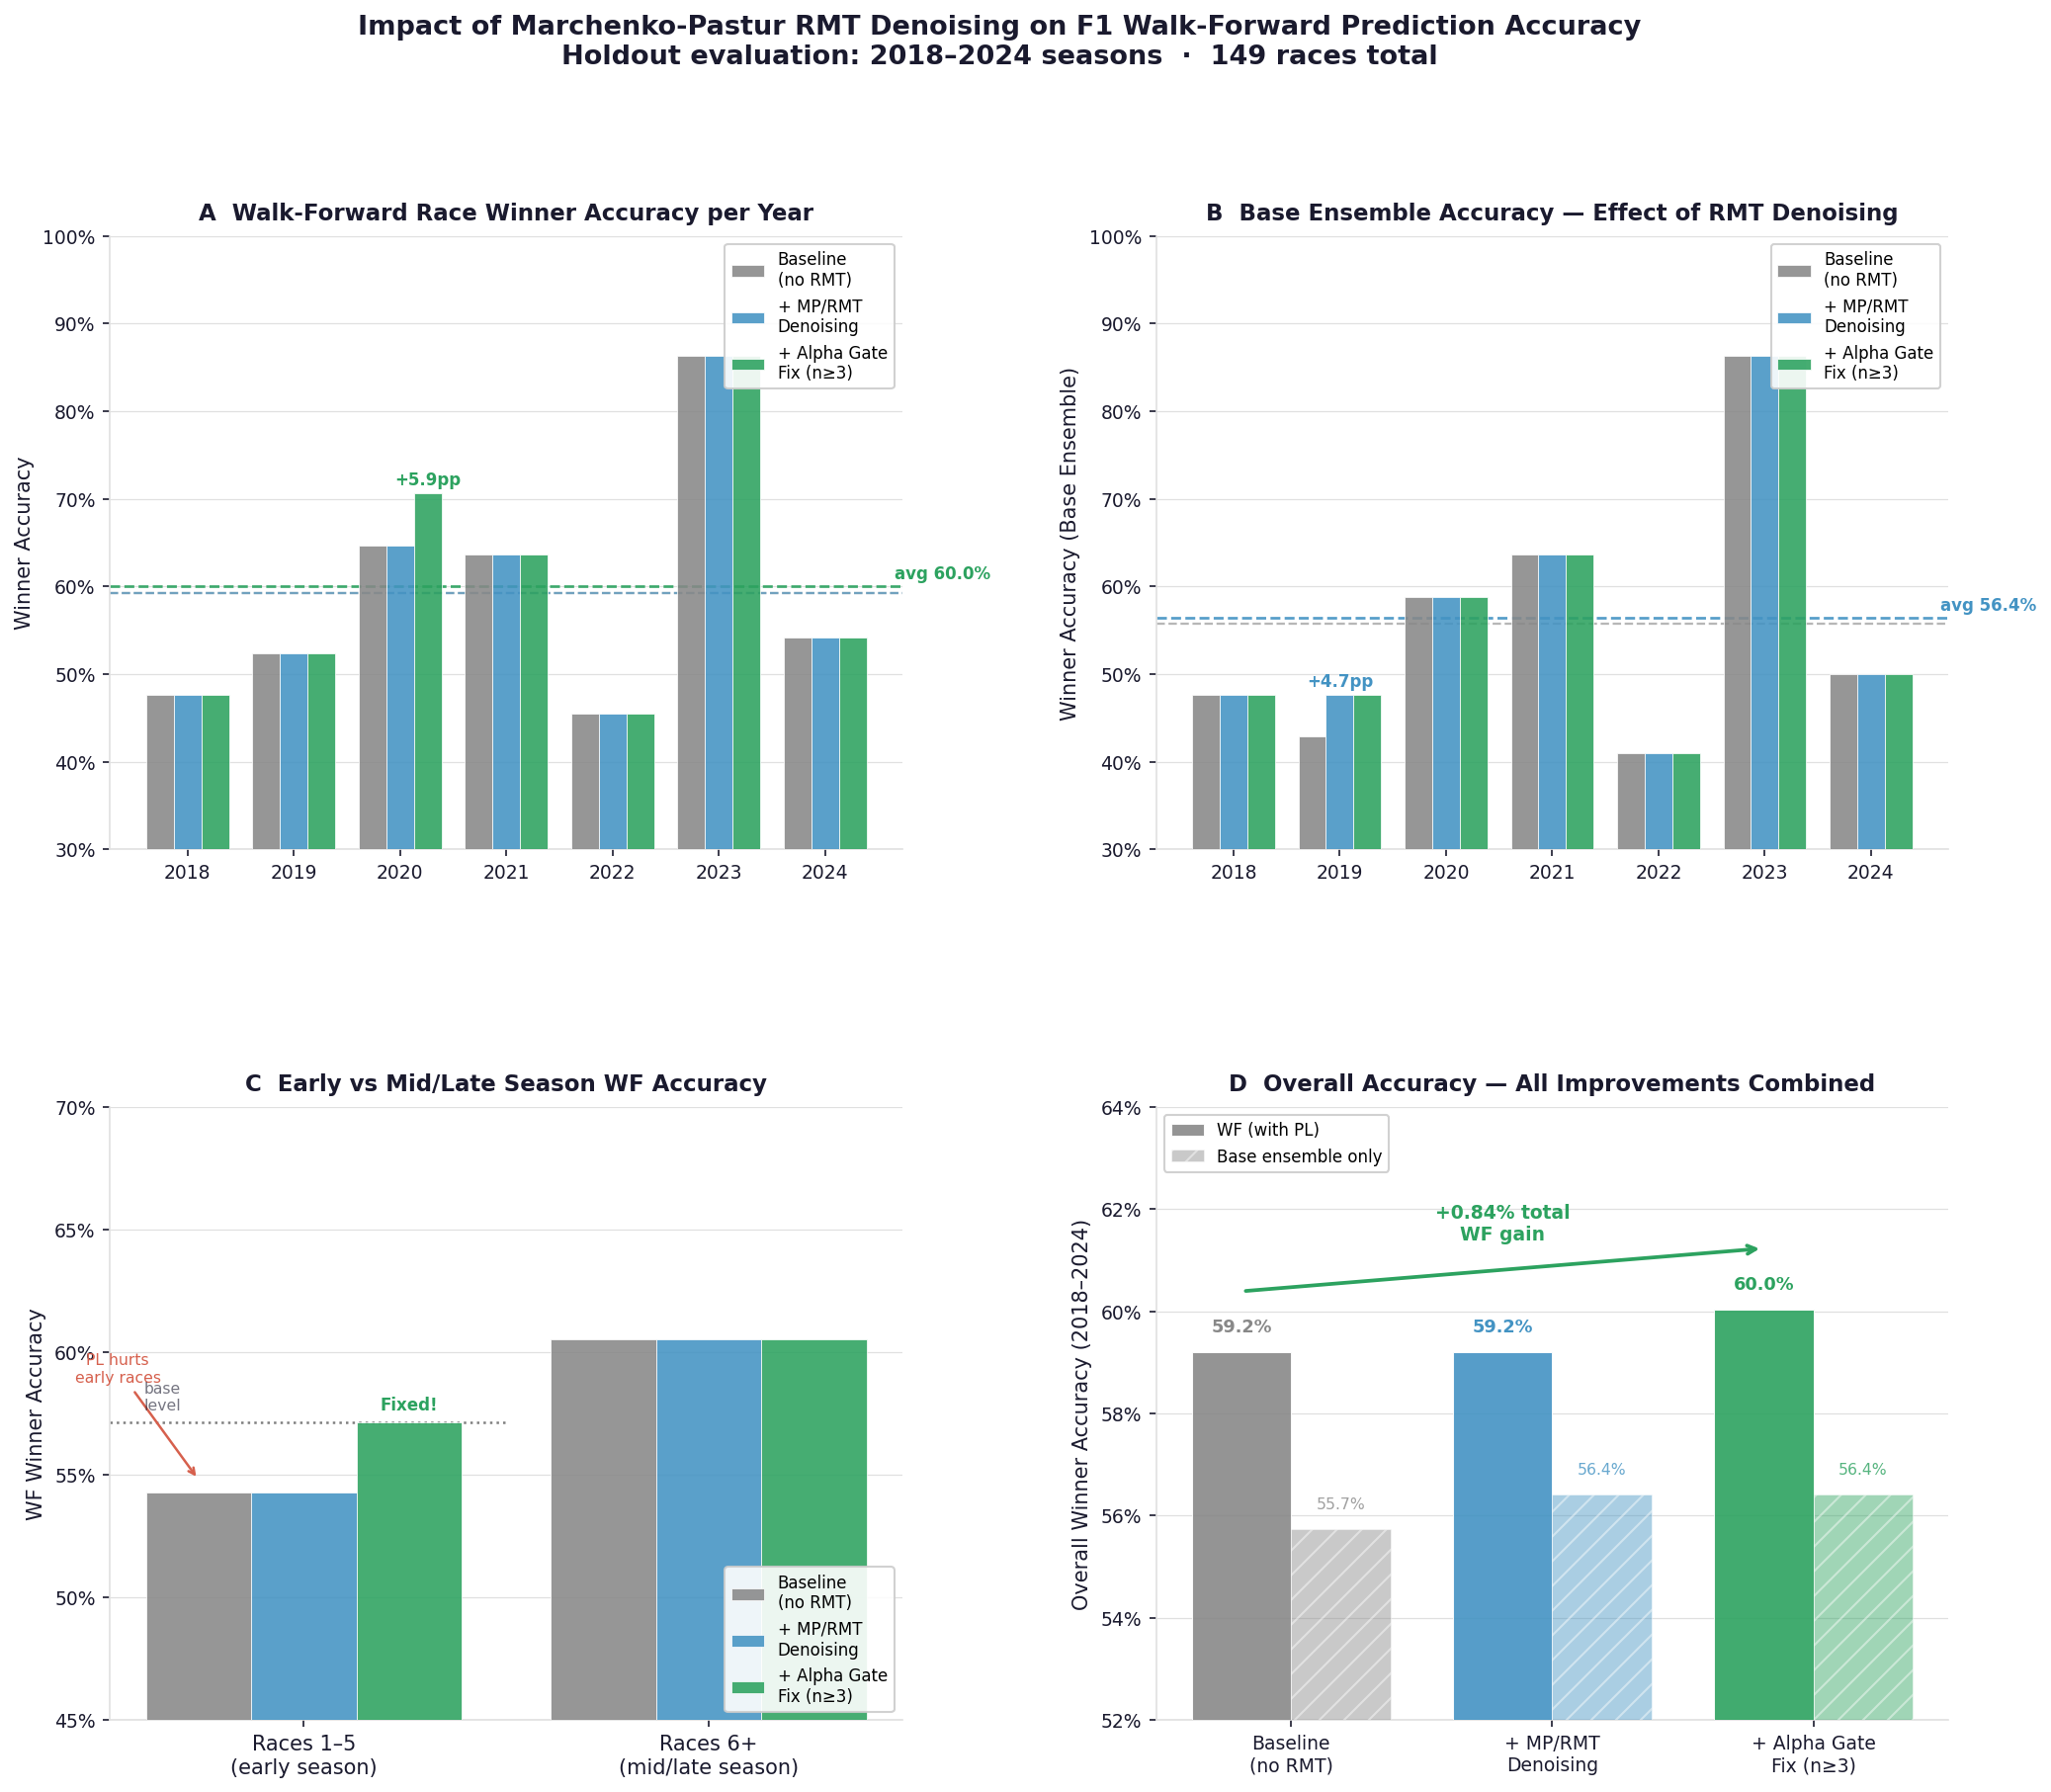 Impact of Marchenko-Pastur RMT Denoising on F1 Walk-Forward Prediction Accuracy
Holdout evaluation: 2018–2024 seasons · 149 races total
A Walk-Forward Race Winner Accuracy per Year
Winner Accuracy
100%
90%
80%
70%
60%
50%
40%
30%
Baseline
(no RMT)
+ MP/RMT
Denoising
+ Alpha Gate
Fix (n≥3)
+5.9pp
avg 60.0%
2018
2019
2020
2021
2022
2023
2024
B Base Ensemble Accuracy — Effect of RMT Denoising
Winner Accuracy (Base Ensemble)
100%
90%
80%
70%
60%
50%
40%
30%
Baseline
(no RMT)
+ MP/RMT
Denoising
+ Alpha Gate
Fix (n≥3)
+4.7pp
avg 56.4%
2018
2019
2020
2021
2022
2023
2024
C Early vs Mid/Late Season WF Accuracy
WF Winner Accuracy
70%
65%
60%
55%
50%
45%
PL hurts
early races
base
level
Fixed!
Baseline
(no RMT)
+ MP/RMT
Denoising
+ Alpha Gate
Fix (n≥3)
Races 1–5
(early season)
Races 6+
(mid/late season)
D Overall Accuracy — All Improvements Combined
Overall Winner Accuracy (2018–2024)
64%
62%
60%
58%
56%
54%
52%
WF (with PL)
Base ensemble only
+0.84% total
WF gain
59.2%
55.7%
59.2%
56.4%
60.0%
56.4%
Baseline
(no RMT)
+ MP/RMT
Denoising
+ Alpha Gate
Fix (n≥3)